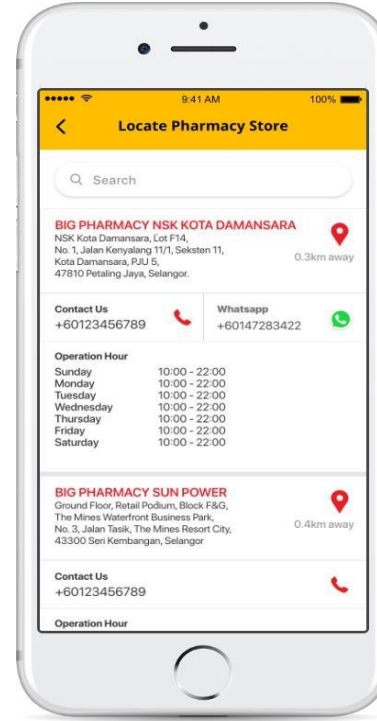 9:41 AM
100%
Locate Pharmacy Store
Search
BIG PHARMACY NSK KOTA DAMANSARA
NSK Kota Damansara, Lot F14,
No. 1, Jalan Kenyalang 11/1, Seksten 11,
Kota Damansara, PJU 5,
47810 Petaling Jaya, Selangor.
0.3km away
Contact Us
+60123456789
Whatsapp
+60147283422
Operation Hour
Sunday 10:00 - 22:00
Monday 10:00 - 22:00
Tuesday 10:00 - 22:00
Wednesday 10:00 - 22:00
Thursday 10:00 - 22:00
Friday 10:00 - 22:00
Saturday 10:00 - 22:00
BIG PHARMACY SUN POWER
Ground Floor, Retail Podium, Block F&G,
The Mines Waterfront Business Park,
No. 3, Jalan Tasik, The Mines Resort City,
43300 Seri Kembangan, Selangor
0.4km away
Contact Us
+60123456789
Operation Hour